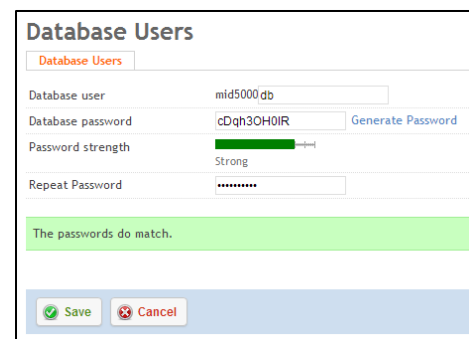 Database Users
Database Users
Database user mid5000 db
Database password cDqh3OH0IR Generate Password
Password strength
Strong
Repeat Password ••••••••••
The passwords do match.
Save Cancel